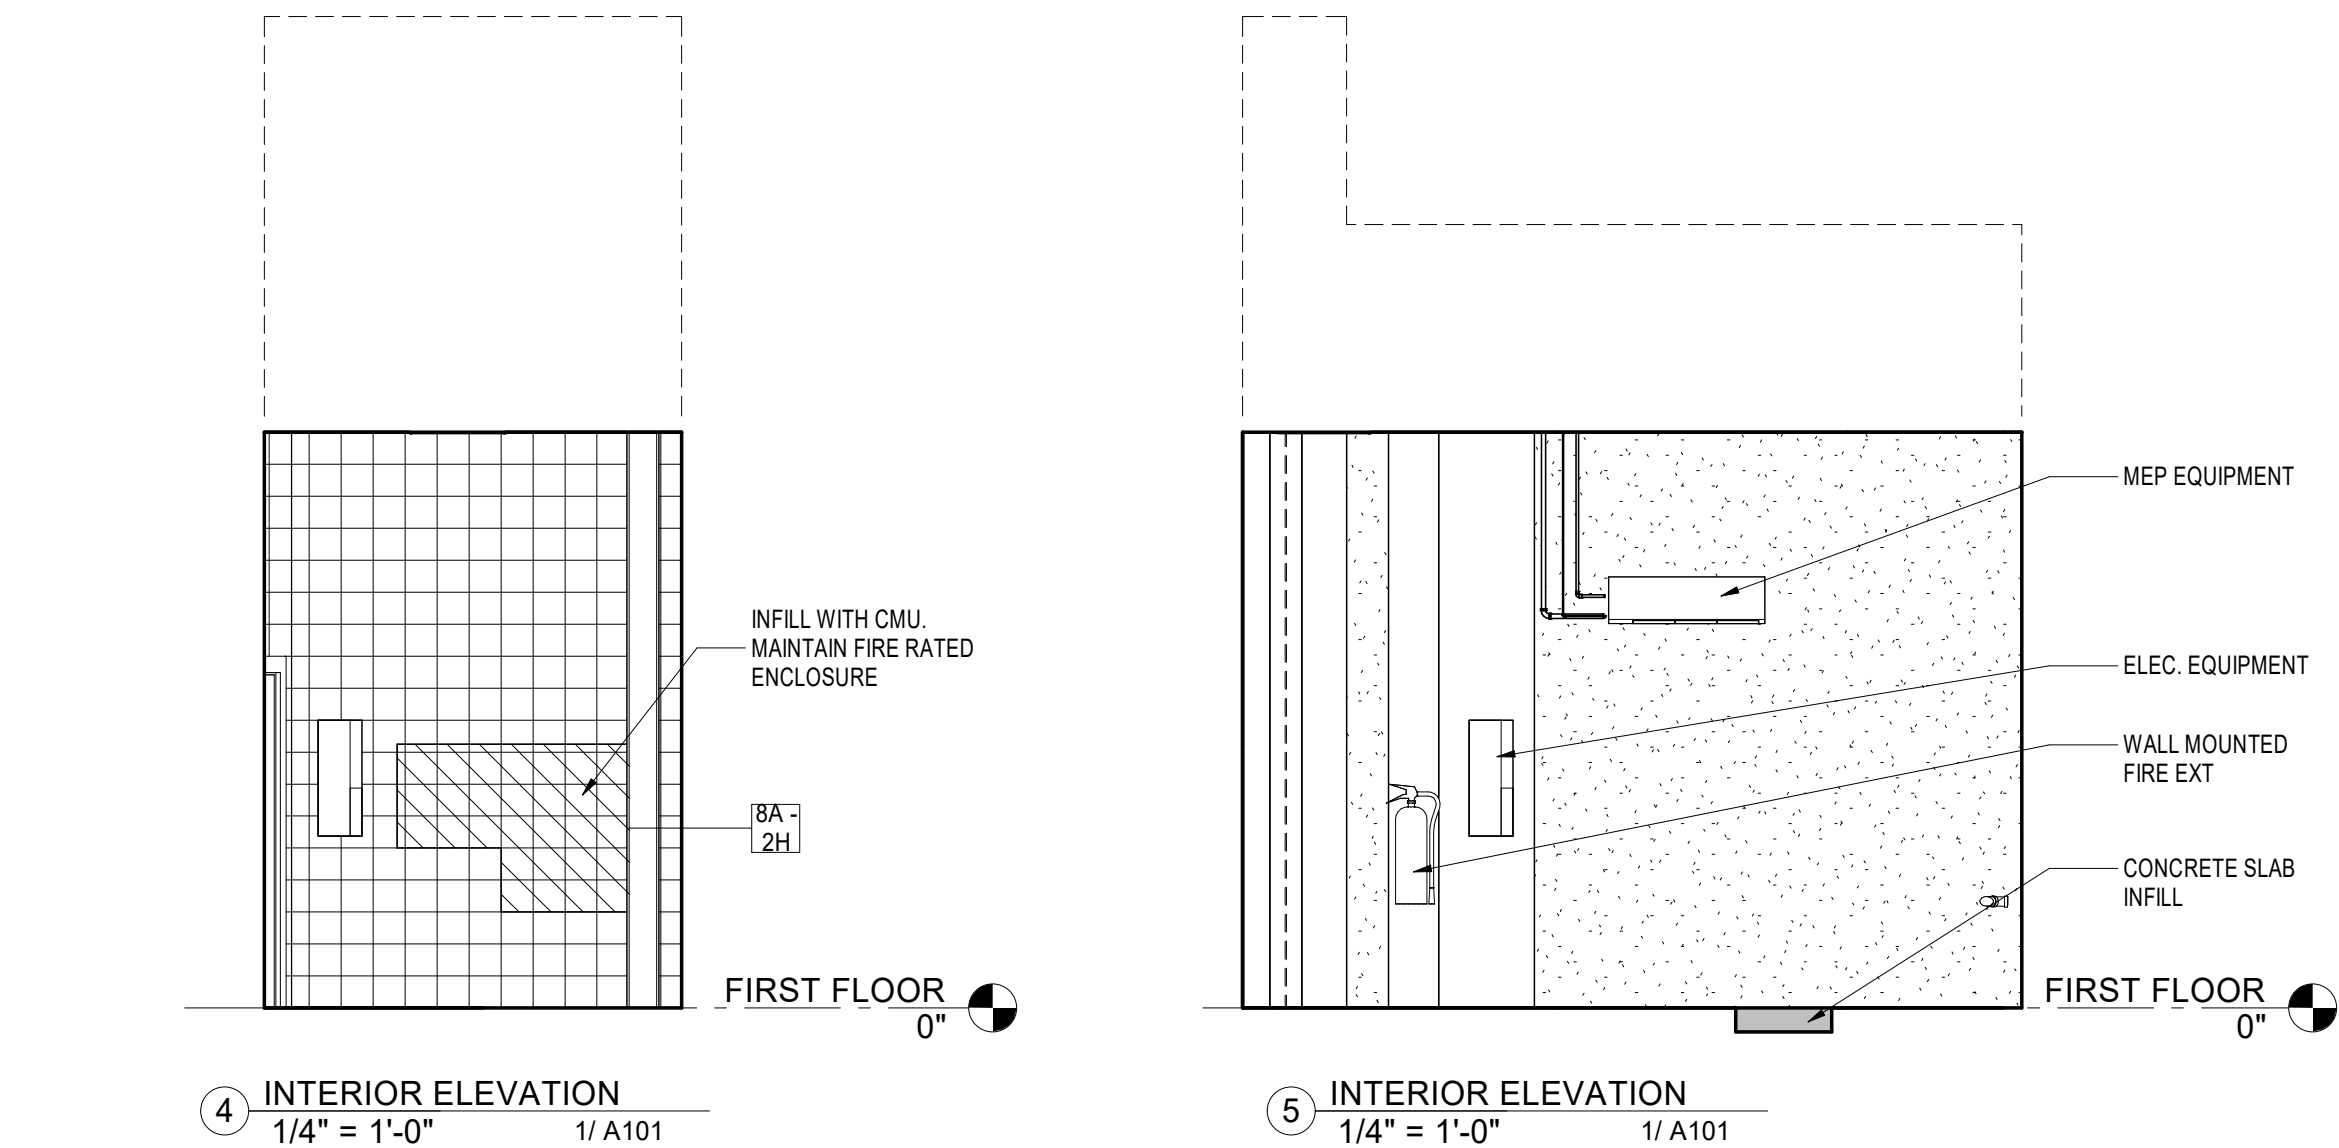 INFILL WITH CMU.
MAINTAIN FIRE RATED
ENCLOSURE
8A -
2H
FIRST FLOOR
0"
4
INTERIOR ELEVATION
1/4" = 1'-0"
1/ A101
MEP EQUIPMENT
ELEC. EQUIPMENT
WALL MOUNTED
FIRE EXT
CONCRETE SLAB
INFILL
FIRST FLOOR
0"
5
INTERIOR ELEVATION
1/4" = 1'-0"
1/ A101